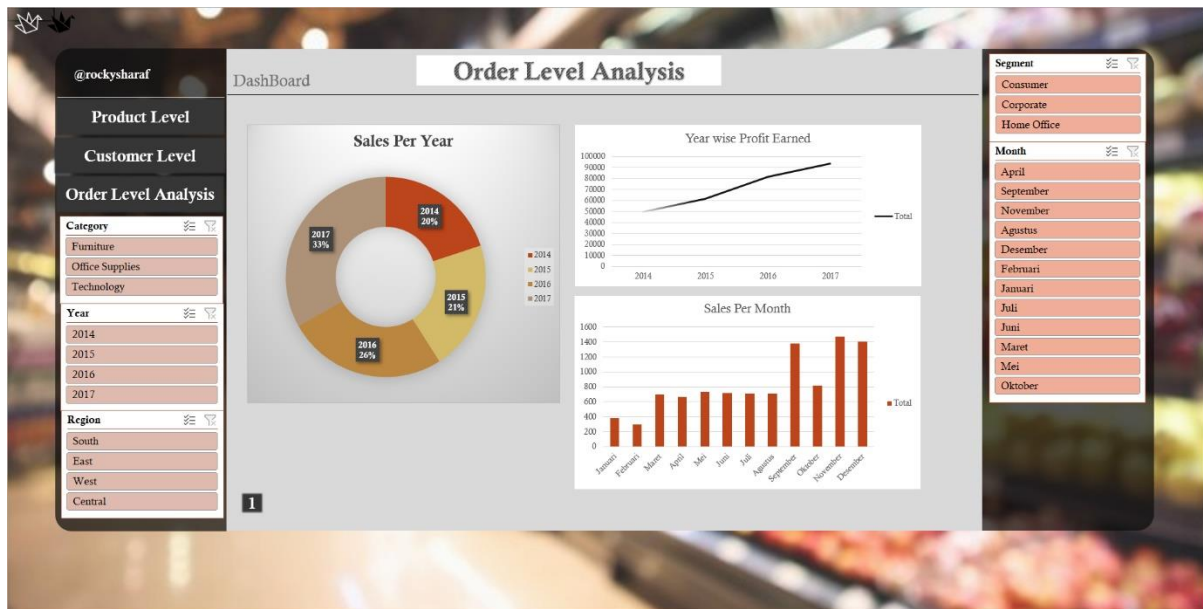 @rockysharaf
Product Level
Customer Level
Order Level Analysis
Category
Furniture
Office Supplies
Technology
Year
2014
2015
2016
2017
Region
South
East
West
Central
DashBoard
Order Level Analysis
Sales Per Year
2014
20%
2015
21%
2016
26%
2017
33%
2014
2015
2016
2017
1
Year wise Profit Earned
100000
90000
80000
70000
60000
50000
40000
30000
20000
10000
0
2014 2015 2016 2017
Total
Sales Per Month
1600
1400
1200
1000
800
600
400
200
0
Januari Februari Maret April Mei Juni Juli Agustus September Oktober November Desember
Total
Segment
Consumer
Corporate
Home Office
Month
April
September
November
Agustus
Desember
Februari
Januari
Juli
Juni
Maret
Mei
Oktober